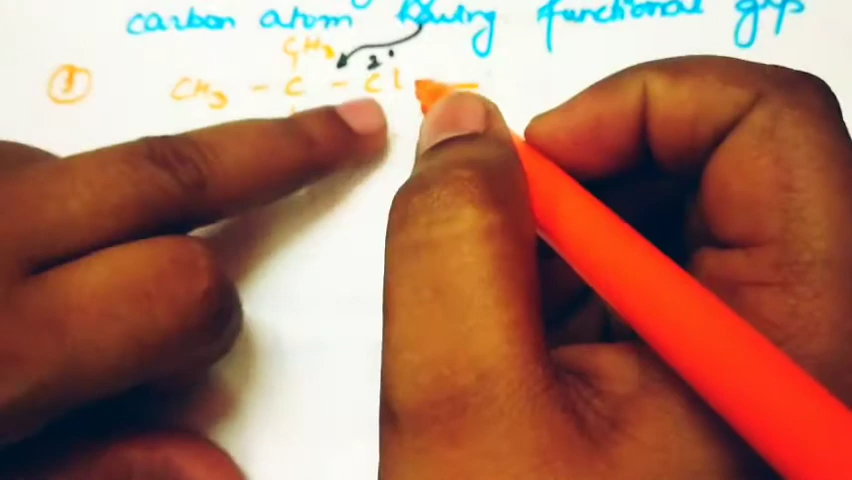 carbon atom having functional grp
CH3
2°
① CH3 - C - Cl